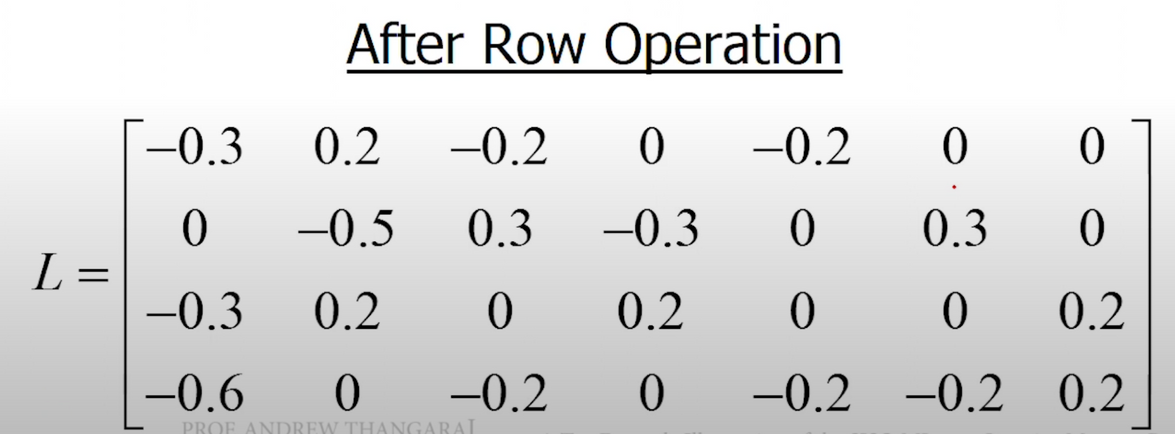 After Row Operation
−0.3 0.2 −0.2 0 −0.2 0 0
0 −0.5 0.3 −0.3 0 0.3 0
L =
−0.3 0.2 0 0.2 0 0 0.2
−0.6 0 −0.2 0 −0.2 −0.2 0.2
PROF. ANDREW THANGARAJ